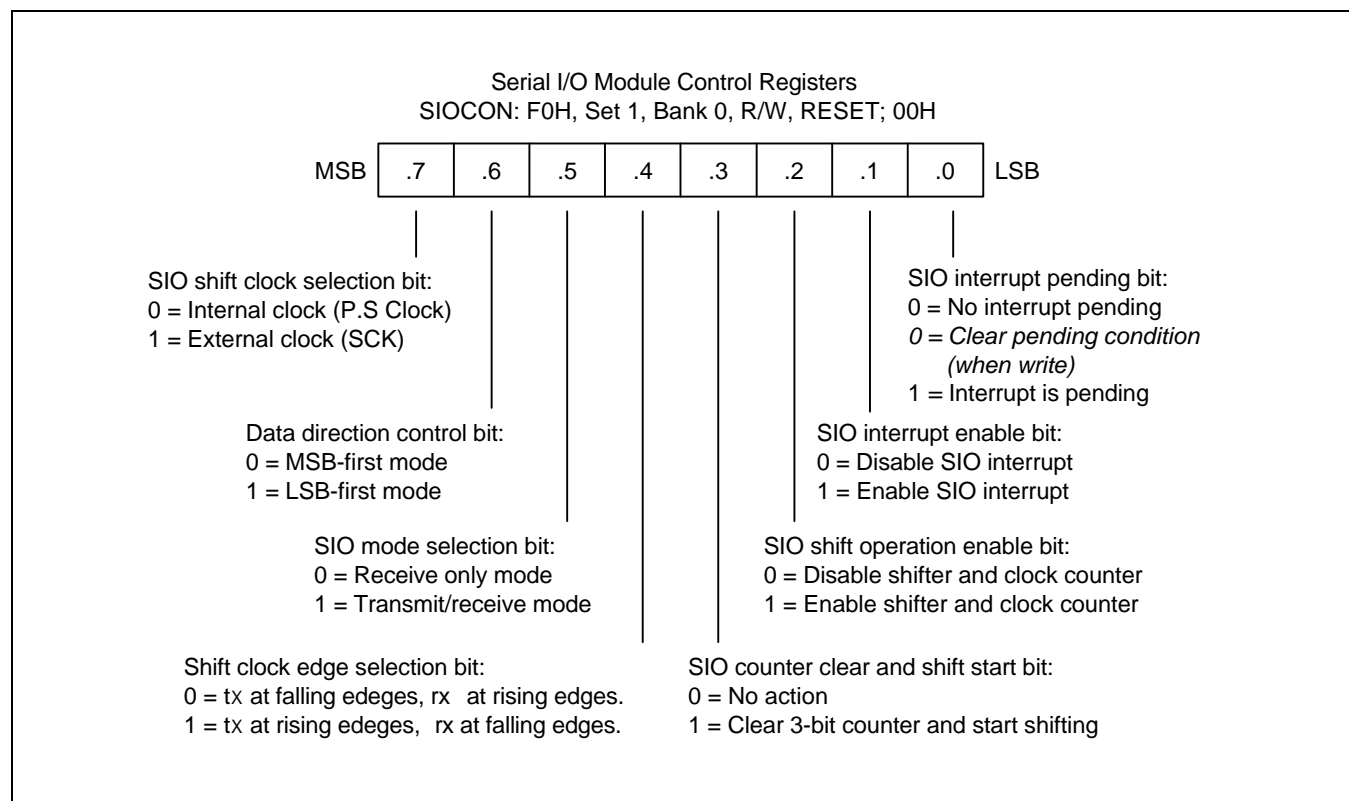 Serial I/O Module Control Registers
SIOCON: F0H, Set 1, Bank 0, R/W, RESET; 00H
MSB .7 .6 .5 .4 .3 .2 .1 .0 LSB
SIO shift clock selection bit:
0 = Internal clock (P.S Clock)
1 = External clock (SCK)
SIO interrupt pending bit:
0 = No interrupt pending
0 = Clear pending condition
(when write)
1 = Interrupt is pending
Data direction control bit:
0 = MSB-first mode
1 = LSB-first mode
SIO interrupt enable bit:
0 = Disable SIO interrupt
1 = Enable SIO interrupt
SIO mode selection bit:
0 = Receive only mode
1 = Transmit/receive mode
SIO shift operation enable bit:
0 = Disable shifter and clock counter
1 = Enable shifter and clock counter
Shift clock edge selection bit:
0 = tx at falling edeges, rx at rising edges.
1 = tx at rising edeges, rx at falling edges.
SIO counter clear and shift start bit:
0 = No action
1 = Clear 3-bit counter and start shifting